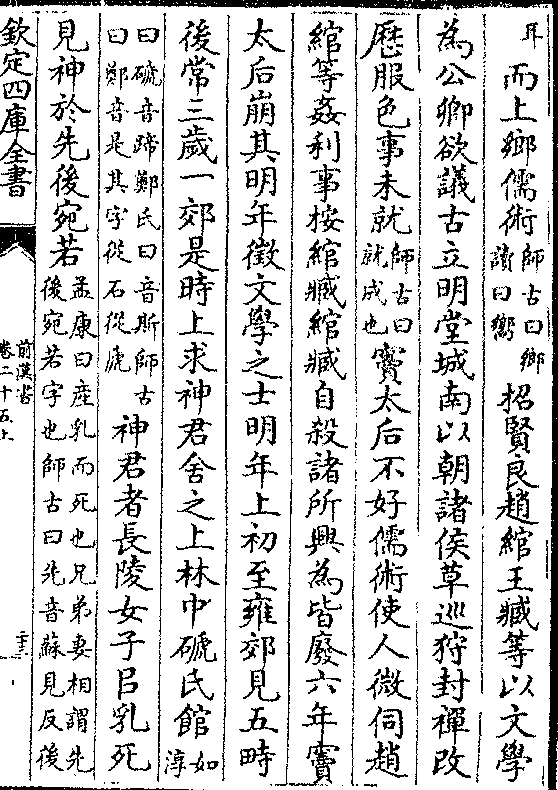 耳而上鄉儒術師古曰鄉讀曰嚮招賢良趙綰王臧等以文學
為公卿欲議古立明堂城南以朝諸侯草巡狩封禪改
歷服色事未就師古曰就成也竇太后不好儒術使人微伺趙
綰等姦利事按綰臧綰臧自殺諸所興為皆廢六年竇
太后崩其明年徵文學之士明年上初至雍郊見五畤
後常三歲一郊是時上求神君舍之上林中磃氏館如淳
曰磃音蹄鄭氏曰音斯師古曰鄭音是其字從石從虒神君者長陵女子㠯乳死
見神於先後宛若孟康曰産乳而死也兄弟妻相謂先後宛若字也師古曰先音蘇見反後
欽定四庫全書
前漢書
卷二十五上